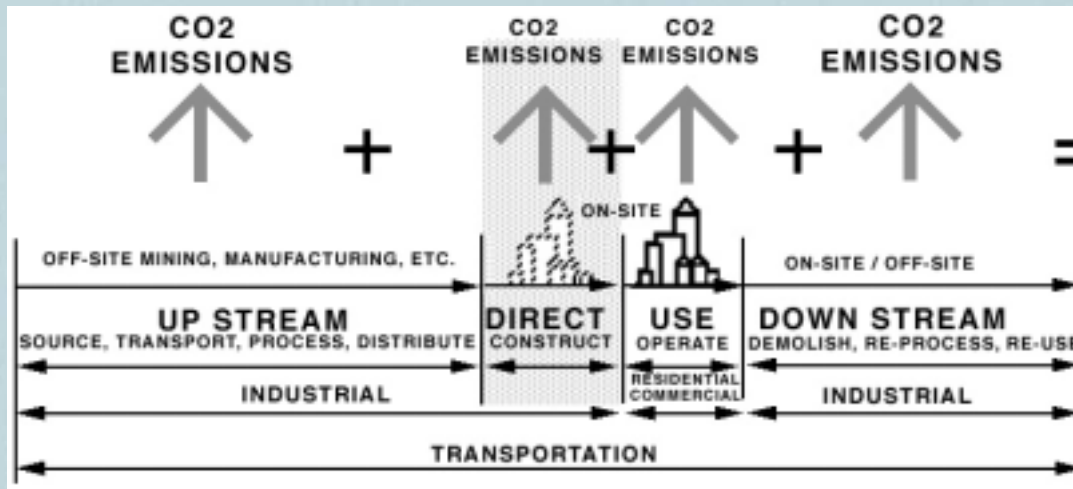 CO2
EMISSIONS
CO2
EMISSIONS
CO2
EMISSIONS
CO2
EMISSIONS
+
+
+
=
ON-SITE
OFF-SITE MINING, MANUFACTURING, ETC.
ON-SITE / OFF-SITE
UP STREAM
DIRECT
USE
DOWN STREAM
SOURCE, TRANSPORT, PROCESS, DISTRIBUTE
CONSTRUCT
OPERATE
DEMOLISH, RE-PROCESS, RE-USE
RESIDENTIAL
COMMERCIAL
INDUSTRIAL
INDUSTRIAL
TRANSPORTATION